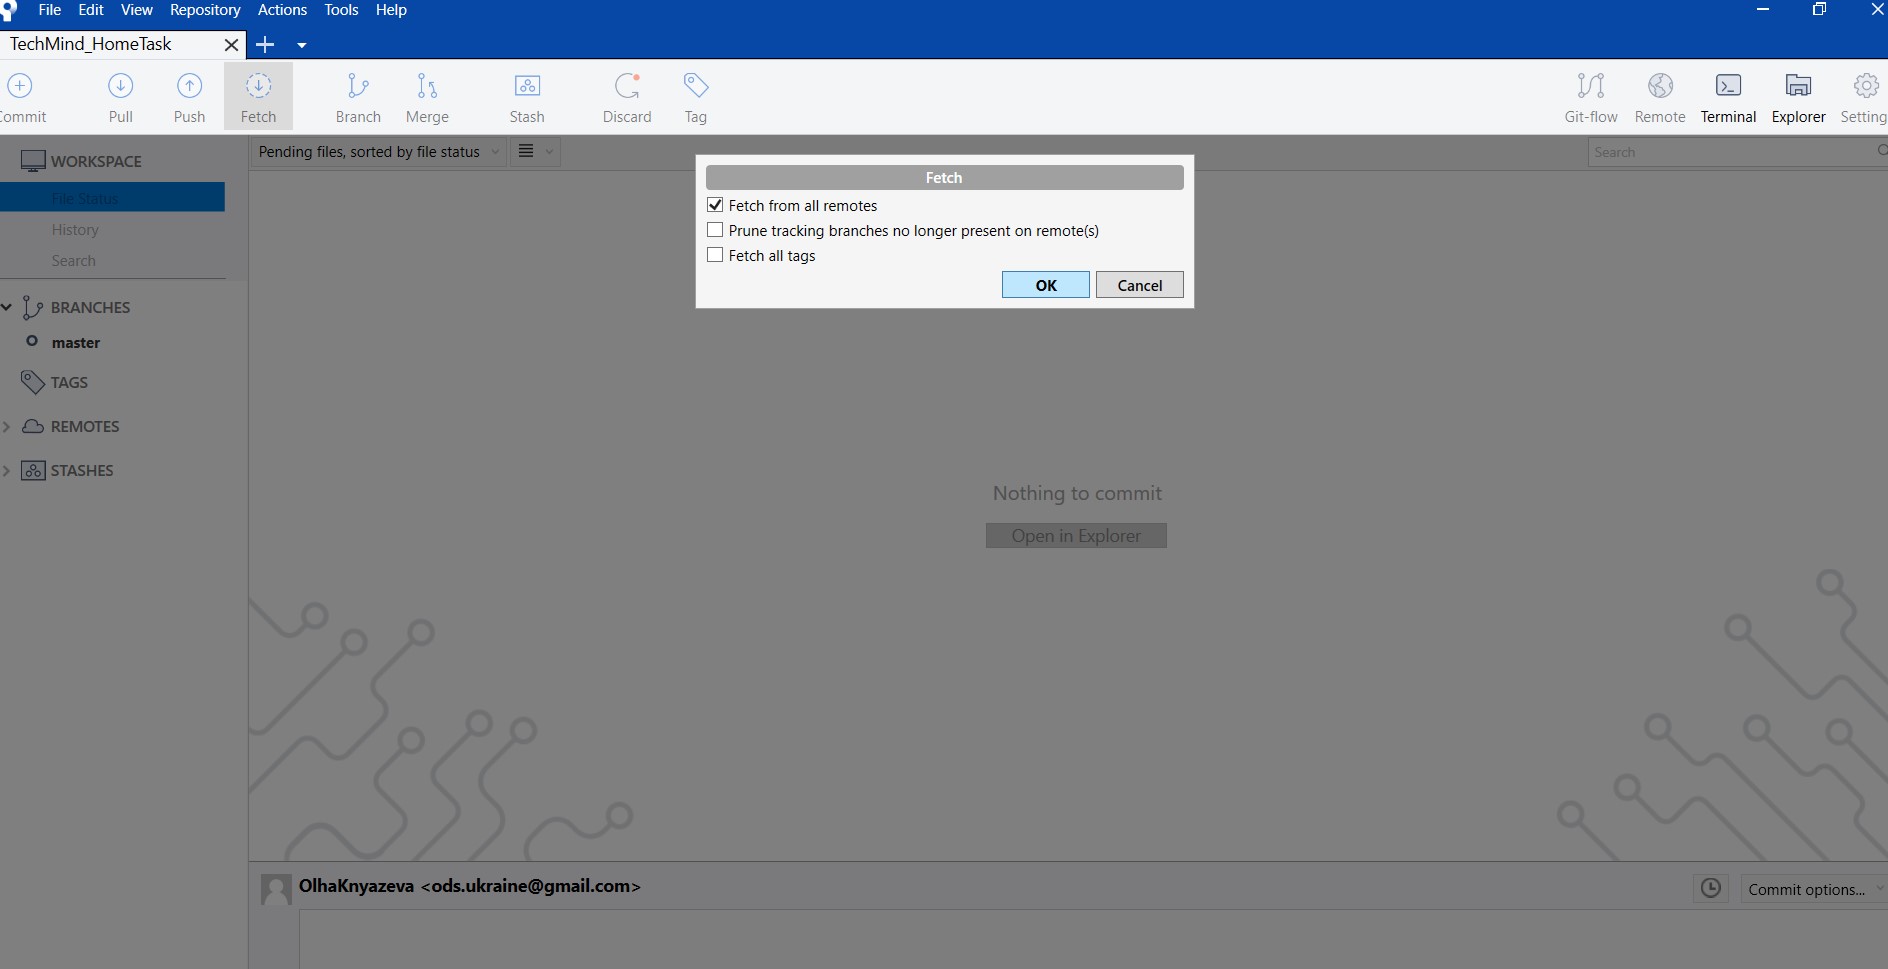 File Edit View Repository Actions Tools Help
TechMind_HomeTask
Commit Pull Push Fetch Branch Merge Stash Discard Tag Git-flow Remote Terminal Explorer Setting
WORKSPACE
File Status
History
Search
BRANCHES
master
TAGS
REMOTES
STASHES
Pending files, sorted by file status
Search
Fetch
Fetch from all remotes
Prune tracking branches no longer present on remote(s)
Fetch all tags
OK Cancel
Nothing to commit
Open in Explorer
OlhaKnyazeva <ods.ukraine@gmail.com>
Commit options...